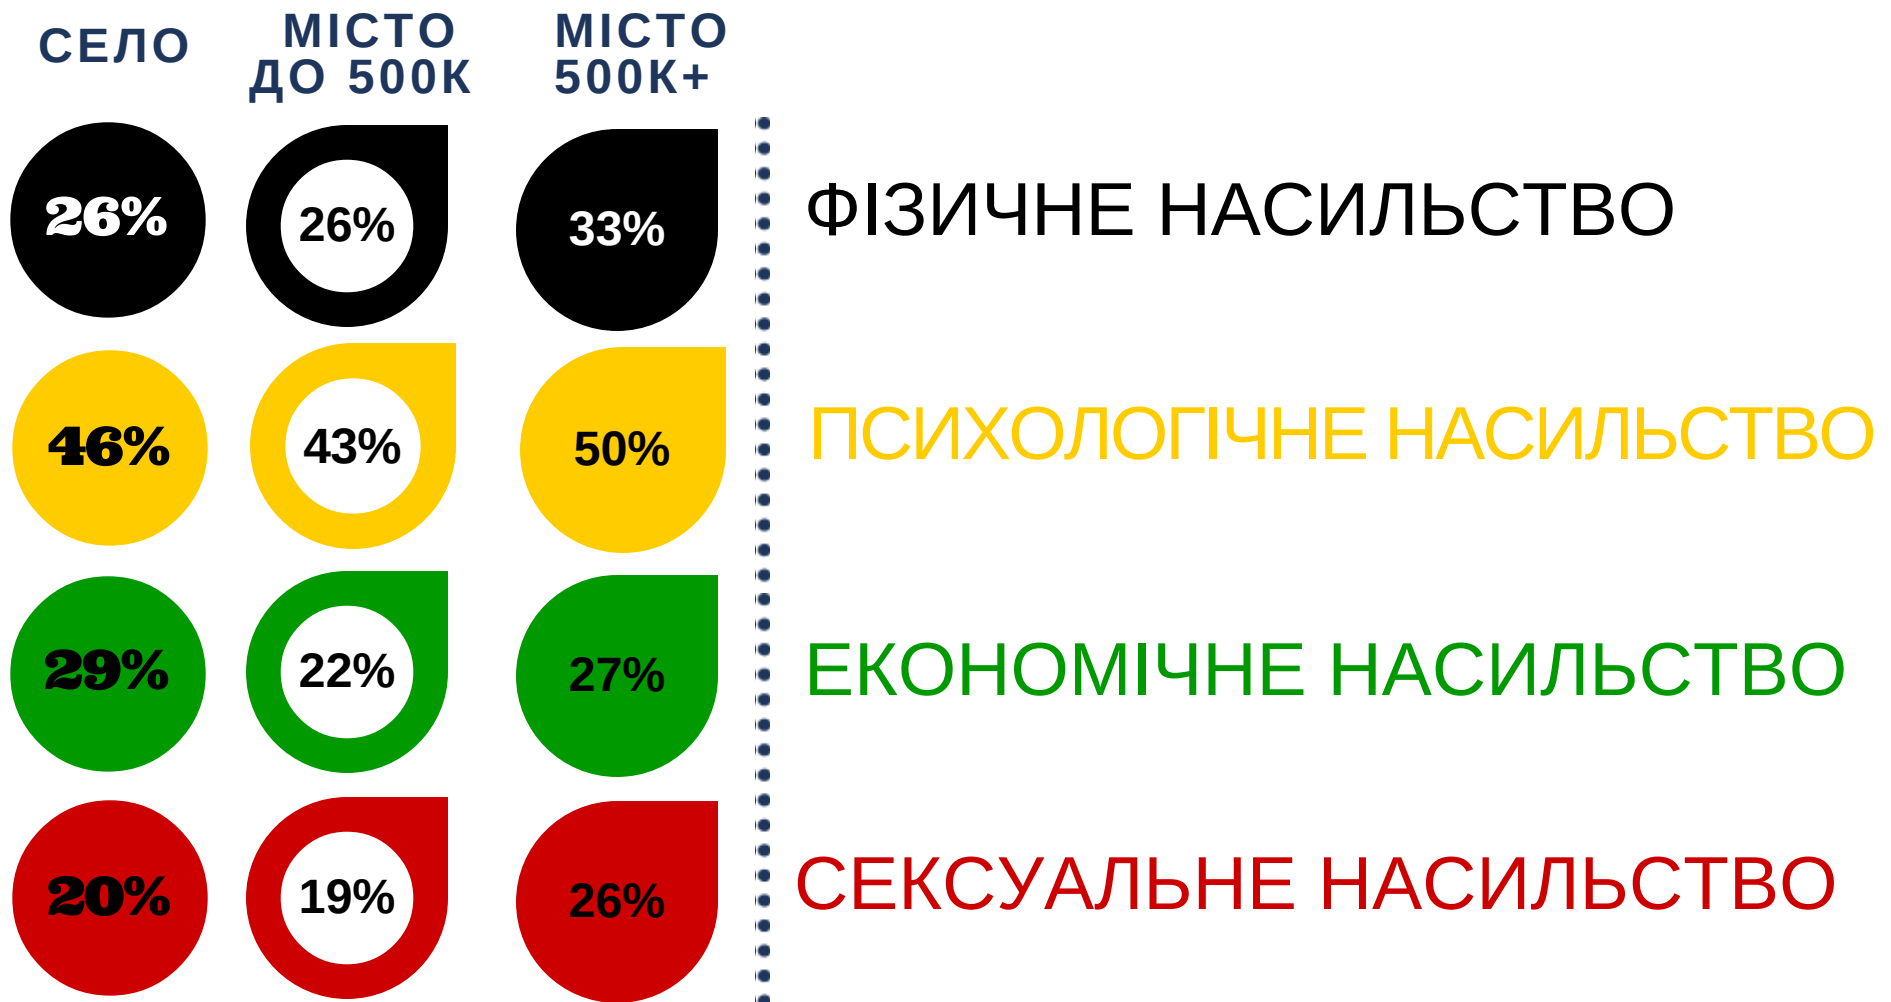 СЕЛО
МІСТО
ДО 500К
МІСТО
500К+
26%
26%
33%
ФІЗИЧНЕ НАСИЛЬСТВО
46%
43%
50%
ПСИХОЛОГІЧНЕ НАСИЛЬСТВО
29%
22%
27%
ЕКОНОМІЧНЕ НАСИЛЬСТВО
20%
19%
26%
СЕКСУАЛЬНЕ НАСИЛЬСТВО